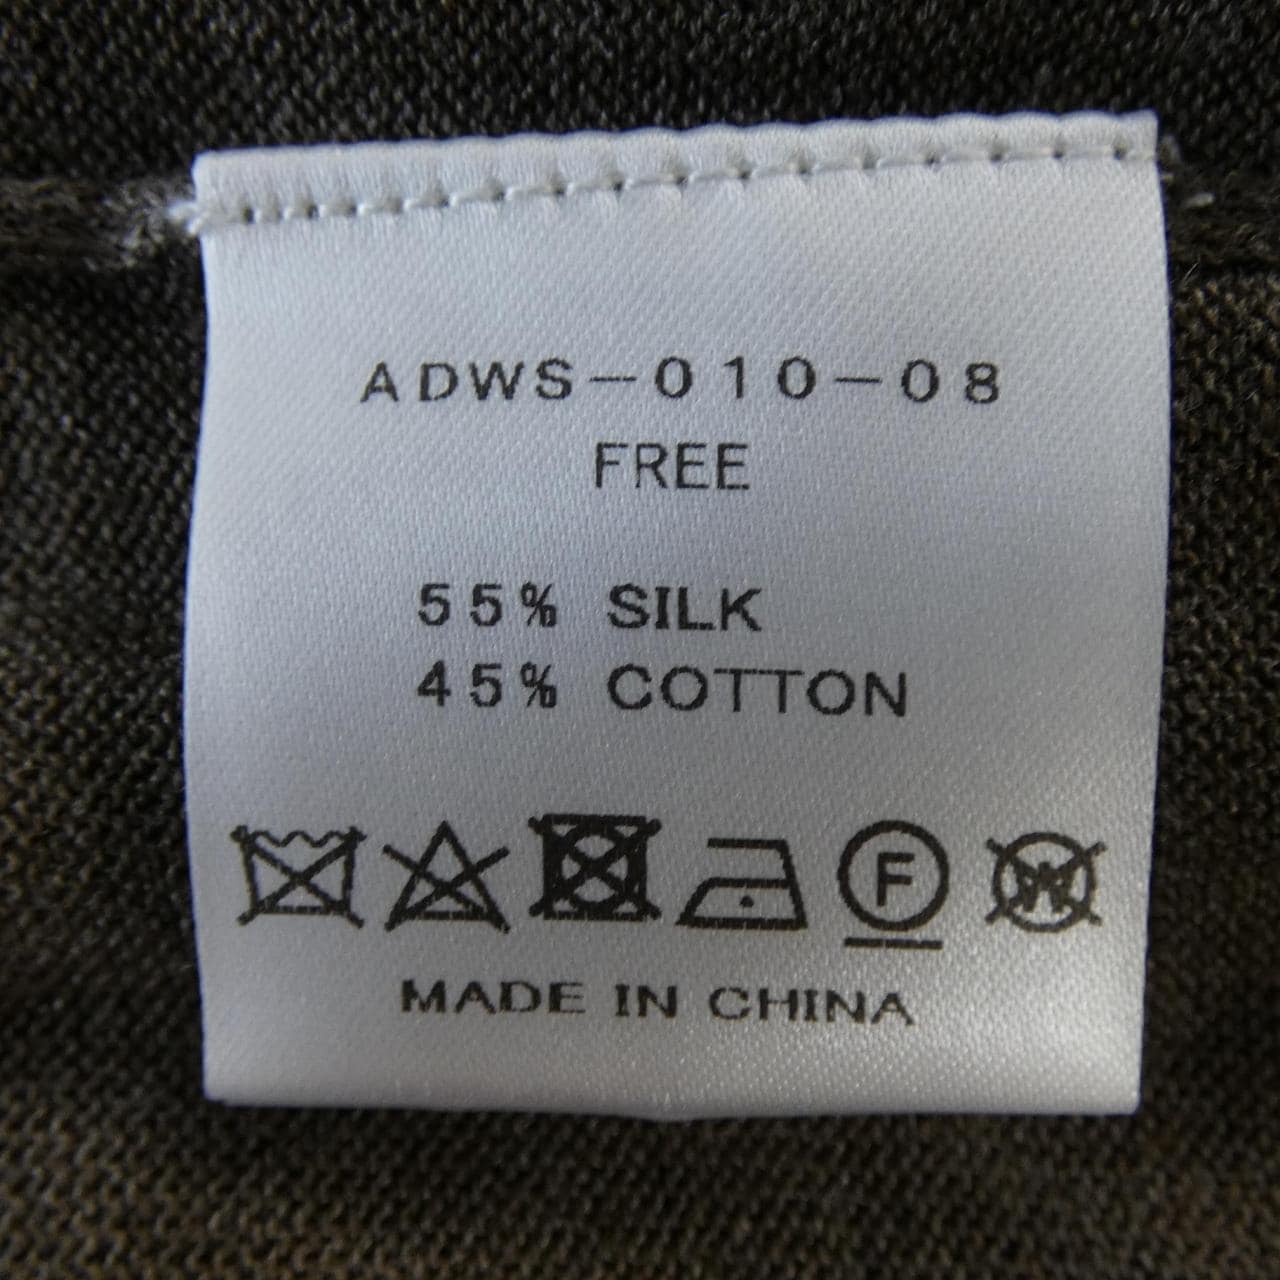 ADWS-010-08
FREE
55% SILK
45% COTTON
F W
MADE IN CHINA